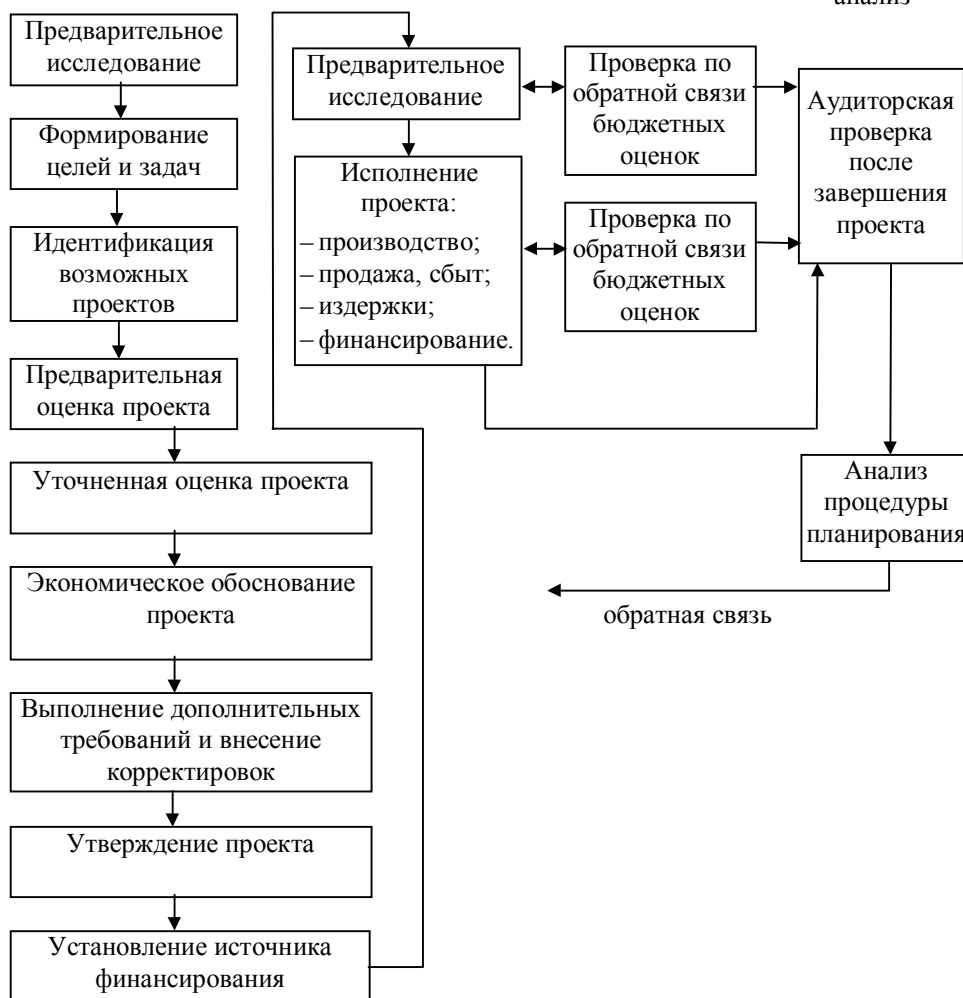 анализ
Предварительное
исследование
Формирование
целей и задач
Идентификация
возможных
проектов
Предварительная
оценка проекта
Уточненная оценка проекта
Экономическое обоснование
проекта
Выполнение дополнительных
требований и внесение
корректировок
Утверждение проекта
Установление источника
финансирования
Предварительное
исследование
Исполнение
проекта:
– производство;
– продажа, сбыт;
– издержки;
– финансирование.
Проверка по
обратной связи
бюджетных
оценок
Проверка по
обратной связи
бюджетных
оценок
Аудиторская
проверка
после
завершения
проекта
Анализ
процедуры
планирования
обратная связь